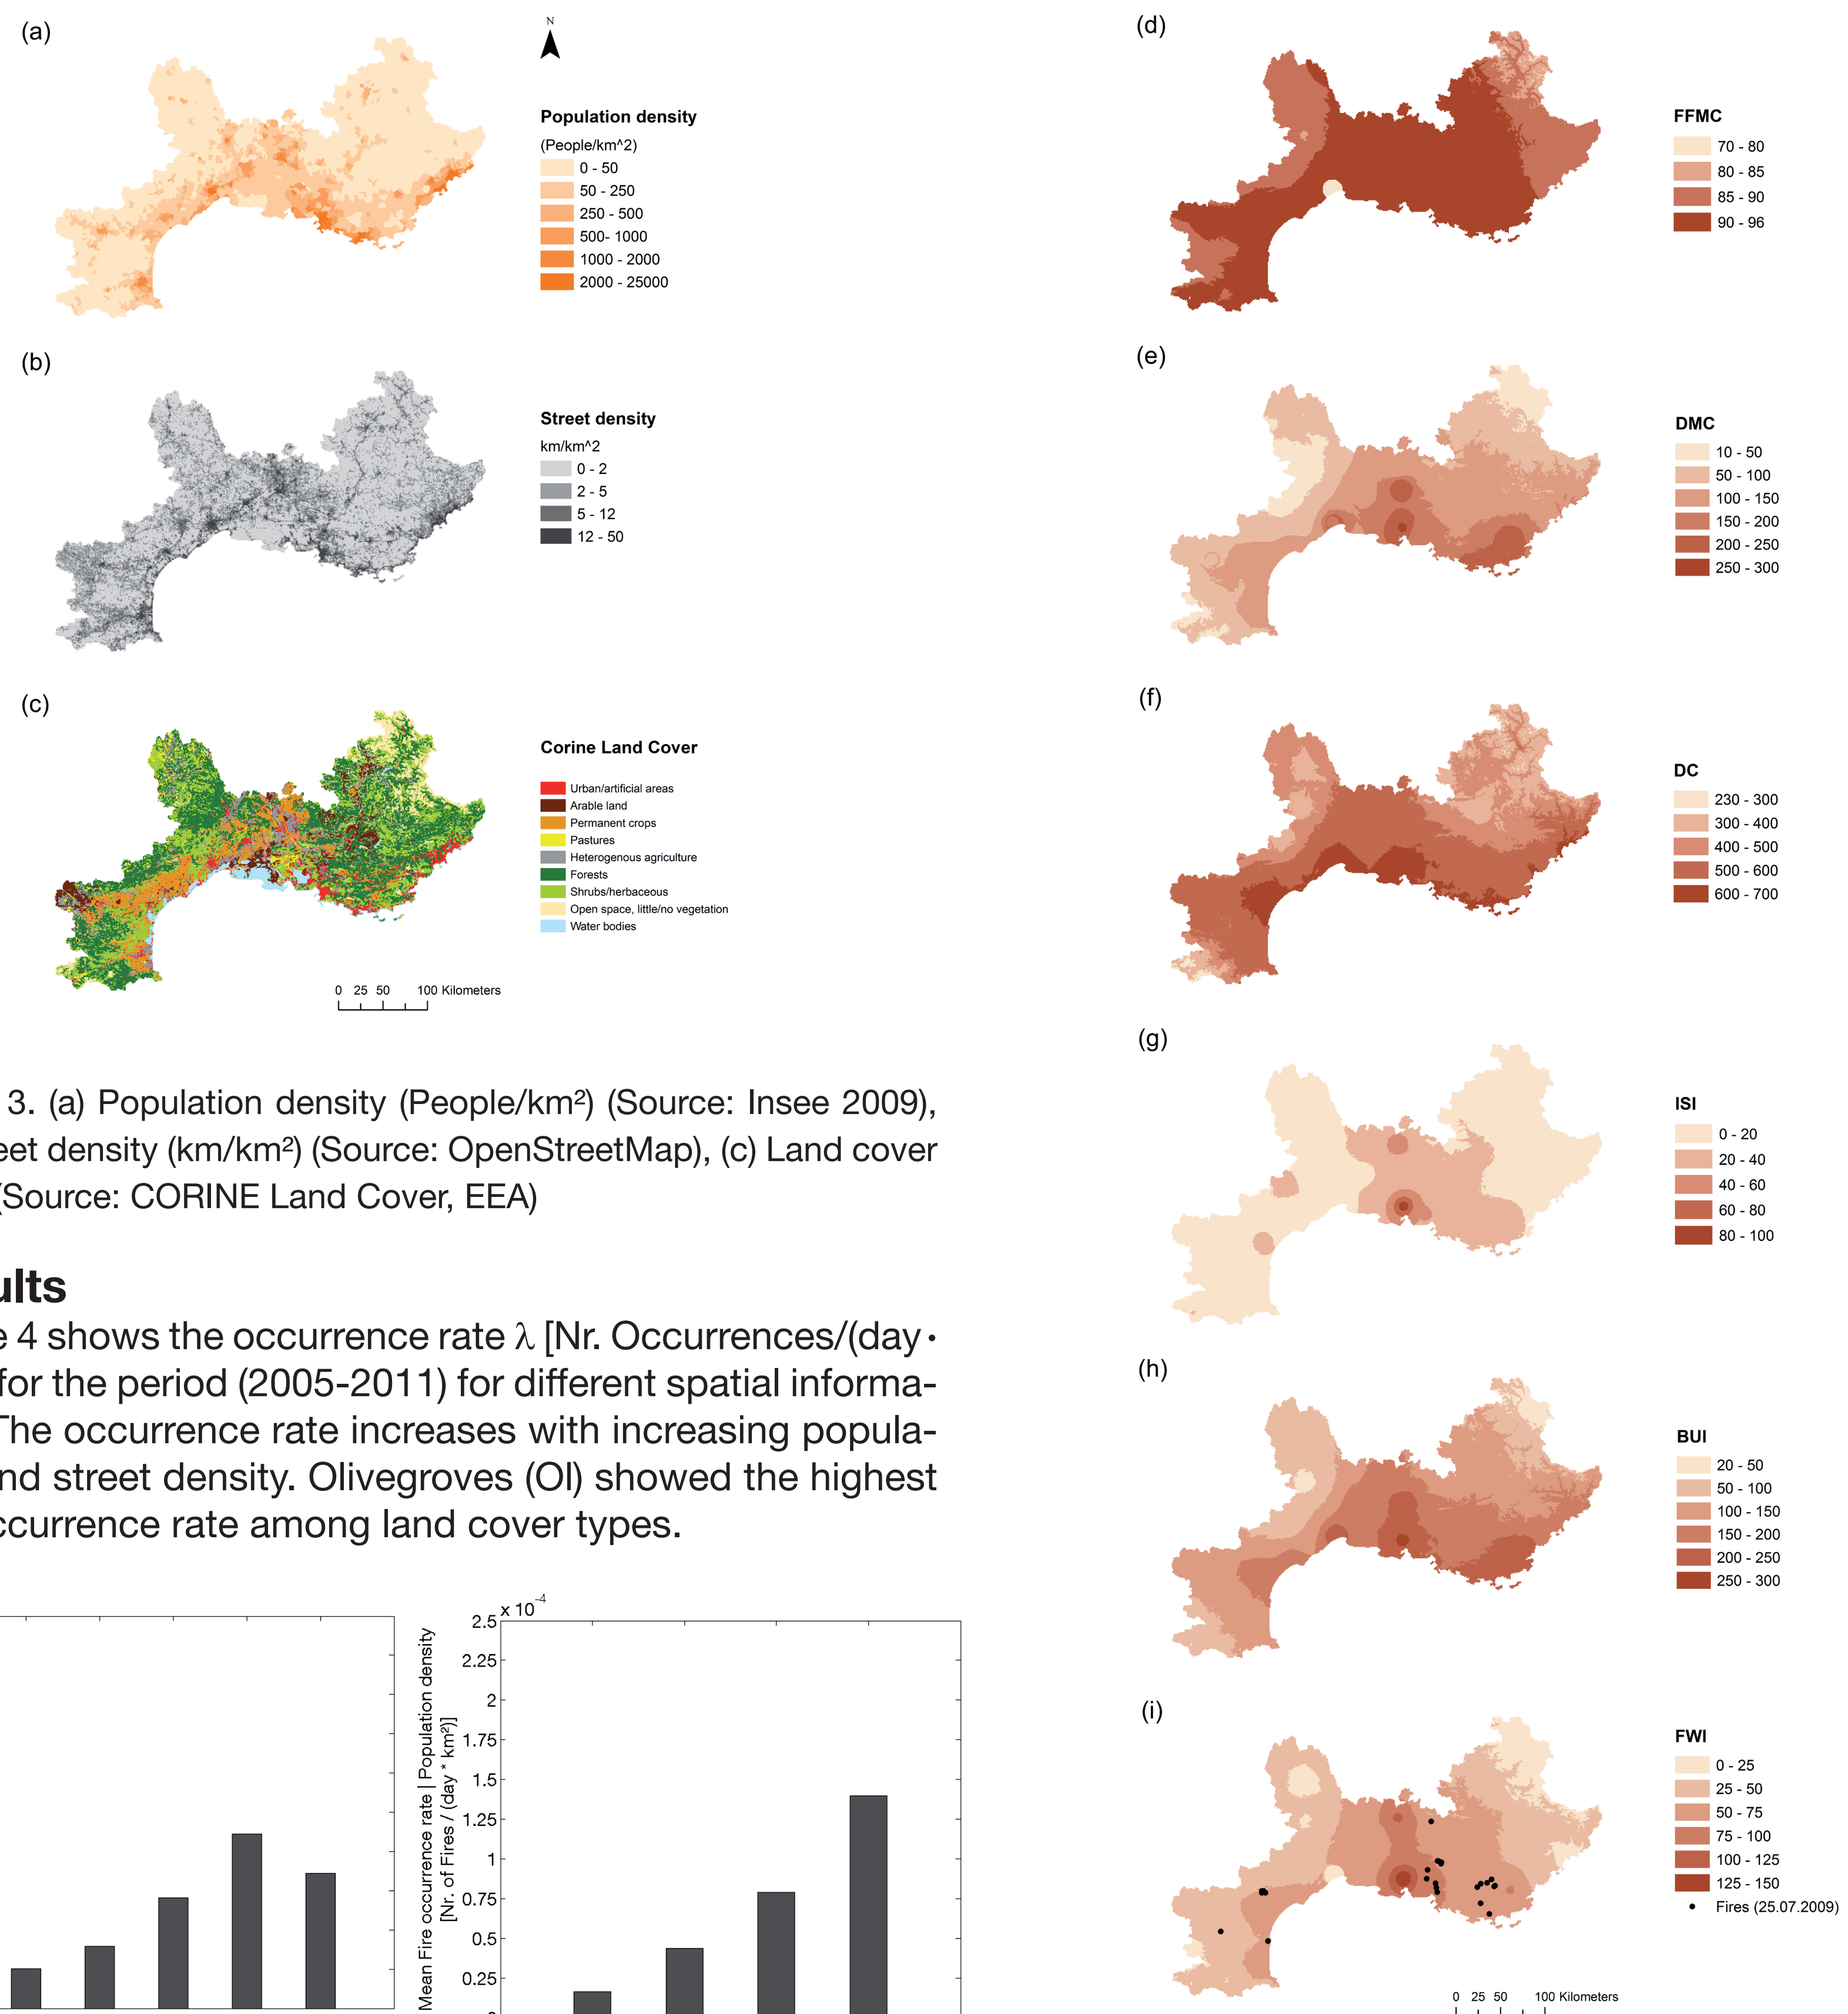 (a)
N
Population density
(People/km^2)
0 - 50
50 - 250
250 - 500
500- 1000
1000 - 2000
2000 - 25000
(b)
Street density
km/km^2
0 - 2
2 - 5
5 - 12
12 - 50
(c)
Corine Land Cover
Urban/artificial areas
Arable land
Permanent crops
Pastures
Heterogenous agriculture
Forests
Shrubs/herbaceous
Open space, little/no vegetation
Water bodies
0 25 50 100 Kilometers
3. (a) Population density (People/km²) (Source: Insee 2009),
eet density (km/km²) (Source: OpenStreetMap), (c) Land cover
(Source: CORINE Land Cover, EEA)
ults
e 4 shows the occurrence rate λ [Nr. Occurrences/(day ·
for the period (2005-2011) for different spatial informa-
The occurrence rate increases with increasing popula-
nd street density. Olivegroves (Ol) showed the highest
ccurrence rate among land cover types.
Mean Fire occurrence rate | Population density
[Nr. of Fires / (day * km²)]
x 10-4
2.5
2.25
2
1.75
1.5
1.25
1
0.75
0.5
0.25
(d)
FFMC
70 - 80
80 - 85
85 - 90
90 - 96
(e)
DMC
10 - 50
50 - 100
100 - 150
150 - 200
200 - 250
250 - 300
(f)
DC
230 - 300
300 - 400
400 - 500
500 - 600
600 - 700
(g)
ISI
0 - 20
20 - 40
40 - 60
60 - 80
80 - 100
(h)
BUI
20 - 50
50 - 100
100 - 150
150 - 200
200 - 250
250 - 300
(i)
FWI
0 - 25
25 - 50
50 - 75
75 - 100
100 - 125
125 - 150
Fires (25.07.2009)
0 25 50 100 Kilometers